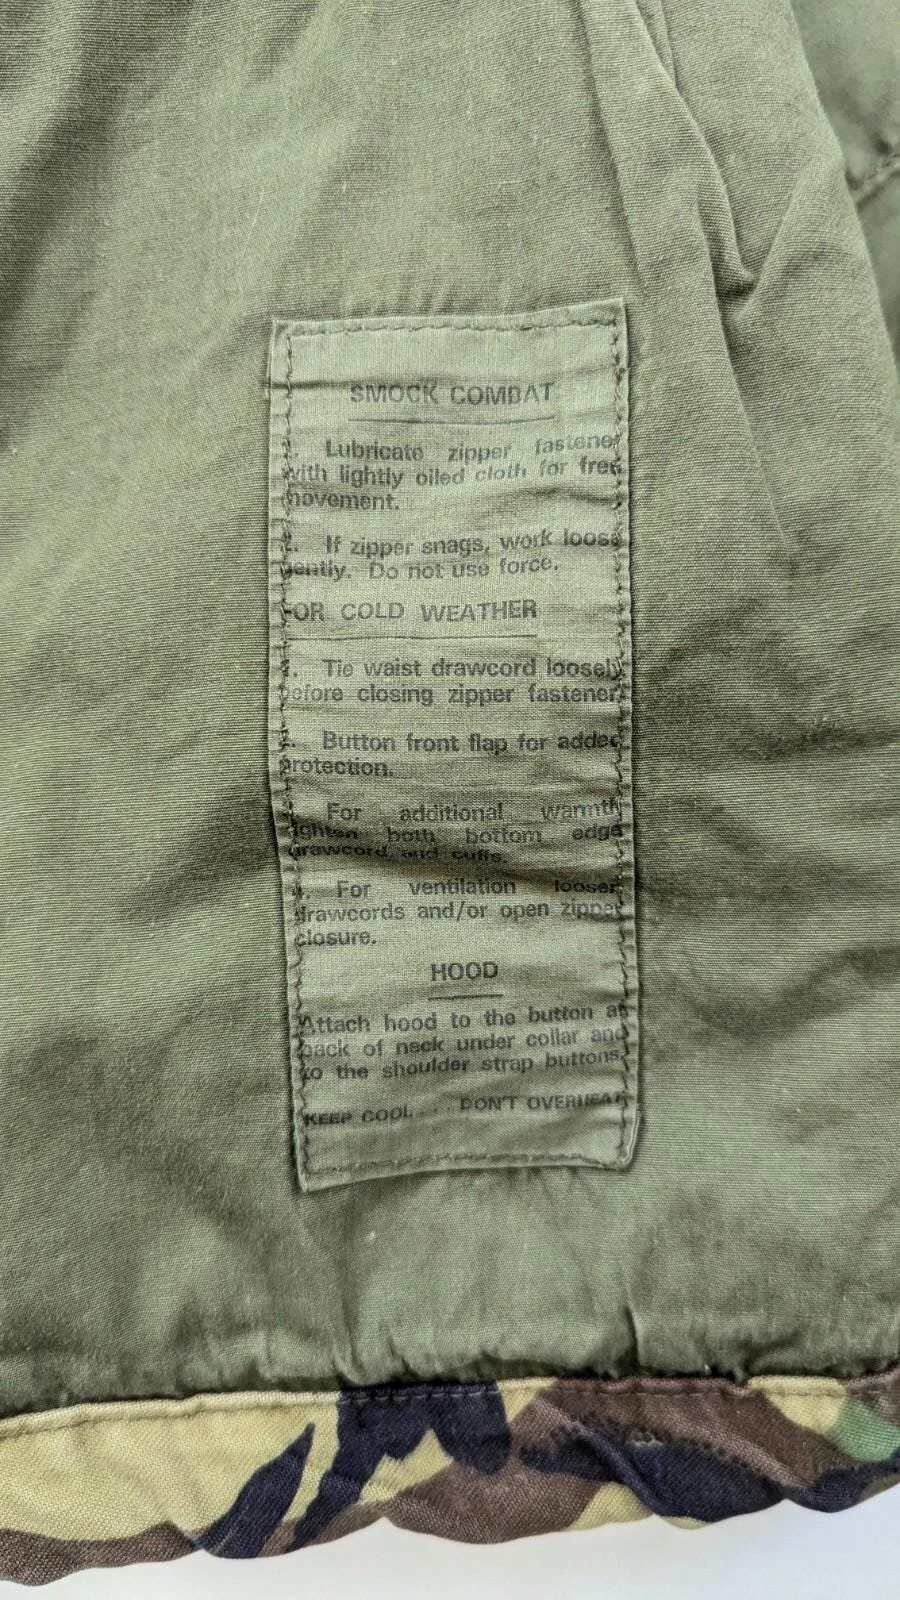 SMOCK COMBAT
1. Lubricate zipper fastener
with lightly oiled cloth for free
movement.
2. If zipper snags, work loose
gently. Do not use force.
FOR COLD WEATHER
1. Tie waist drawcord loosely
before closing zipper fastener.
2. Button front flap for added
protection.
For additional warmth
tighten both bottom edge
drawcord and cuffs.
4. For ventilation loosen
drawcords and/or open zipper
closure.
HOOD
Attach hood to the button at
back of neck under collar and
to the shoulder strap buttons.
KEEP COOL . . . DON'T OVERHEAT